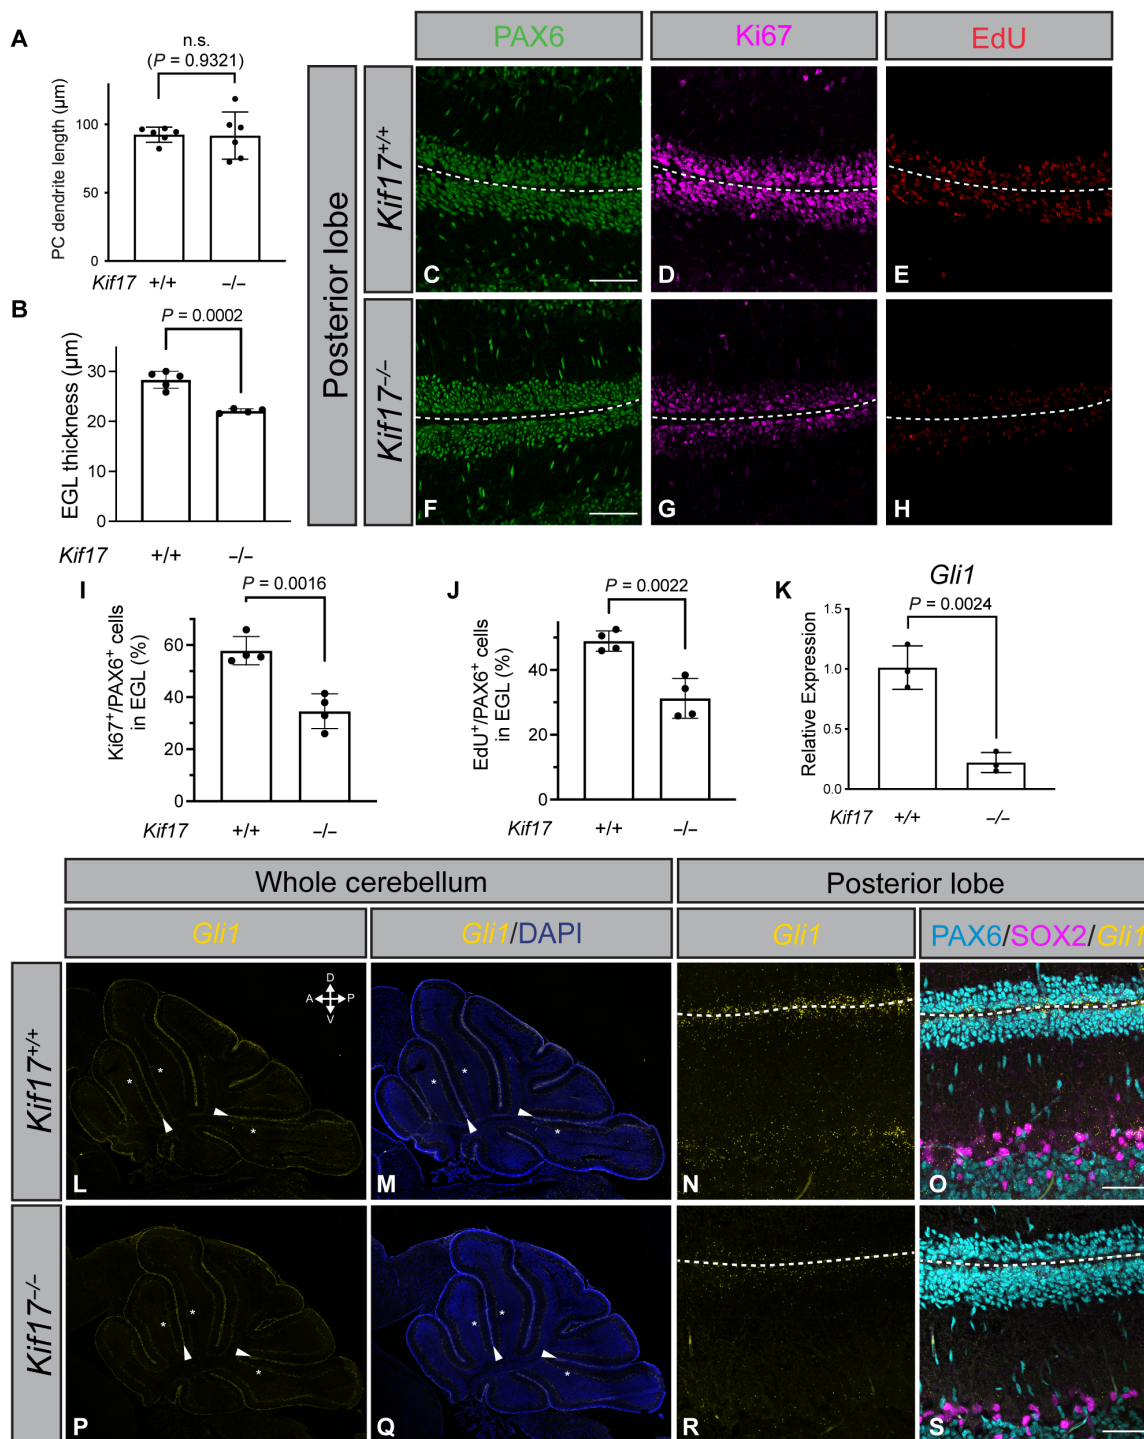 A
n.s.
(P = 0.9321)
PC dendrite length (µm)
100
50
0
Kif17 +/+ –/–
B
P = 0.0002
EGL thickness (µm)
30
20
10
0
Kif17 +/+ –/–
PAX6 Ki67 EdU
Posterior lobe
Kif17+/+
C D E
Kif17–/–
F G H
I
P = 0.0016
Ki67+/PAX6+ cells
in EGL (%)
60
40
20
0
Kif17 +/+ –/–
J
P = 0.0022
EdU+/PAX6+ cells
in EGL (%)
40
20
0
Kif17 +/+ –/–
K
Gli1
P = 0.0024
Relative Expression
1.5
1.0
0.5
0.0
Kif17 +/+ –/–
Whole cerebellum Posterior lobe
Gli1 Gli1/DAPI Gli1 PAX6/SOX2/Gli1
Kif17+/+
D
A P
V
* * *
* * *
L M N O
Kif17–/–
* * *
* * *
P Q R S